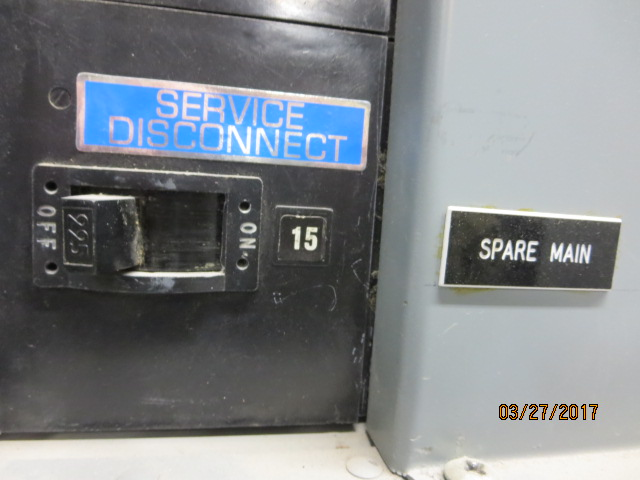 SERVICE
DISCONNECT
OFF
225
ON
15
SPARE MAIN
03/27/2017